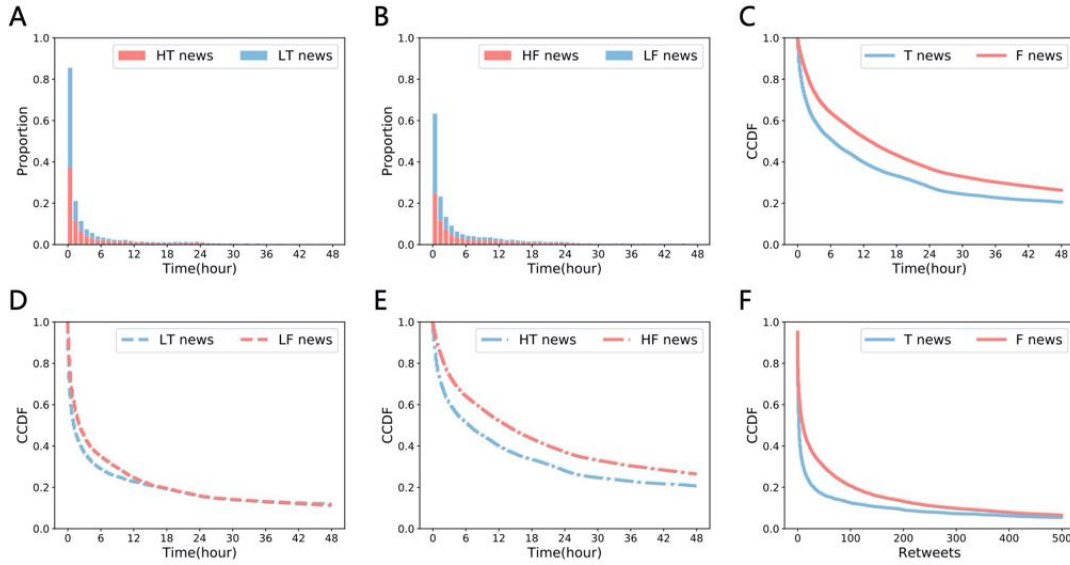 A
HT news LT news
Proportion
1.0
0.8
0.6
0.4
0.2
0.0
0 6 12 18 24 30 36 42 48
Time(hour)
B
HF news LF news
Proportion
1.0
0.8
0.6
0.4
0.2
0.0
0 6 12 18 24 30 36 42 48
Time(hour)
C
T news F news
CCDF
1.0
0.8
0.6
0.4
0.2
0.0
0 6 12 18 24 30 36 42 48
Time(hour)
D
LT news LF news
CCDF
1.0
0.8
0.6
0.4
0.2
0.0
0 6 12 18 24 30 36 42 48
Time(hour)
E
HT news HF news
CCDF
1.0
0.8
0.6
0.4
0.2
0.0
0 6 12 18 24 30 36 42 48
Time(hour)
F
T news F news
CCDF
1.0
0.8
0.6
0.4
0.2
0.0
0 100 200 300 400 500
Retweets